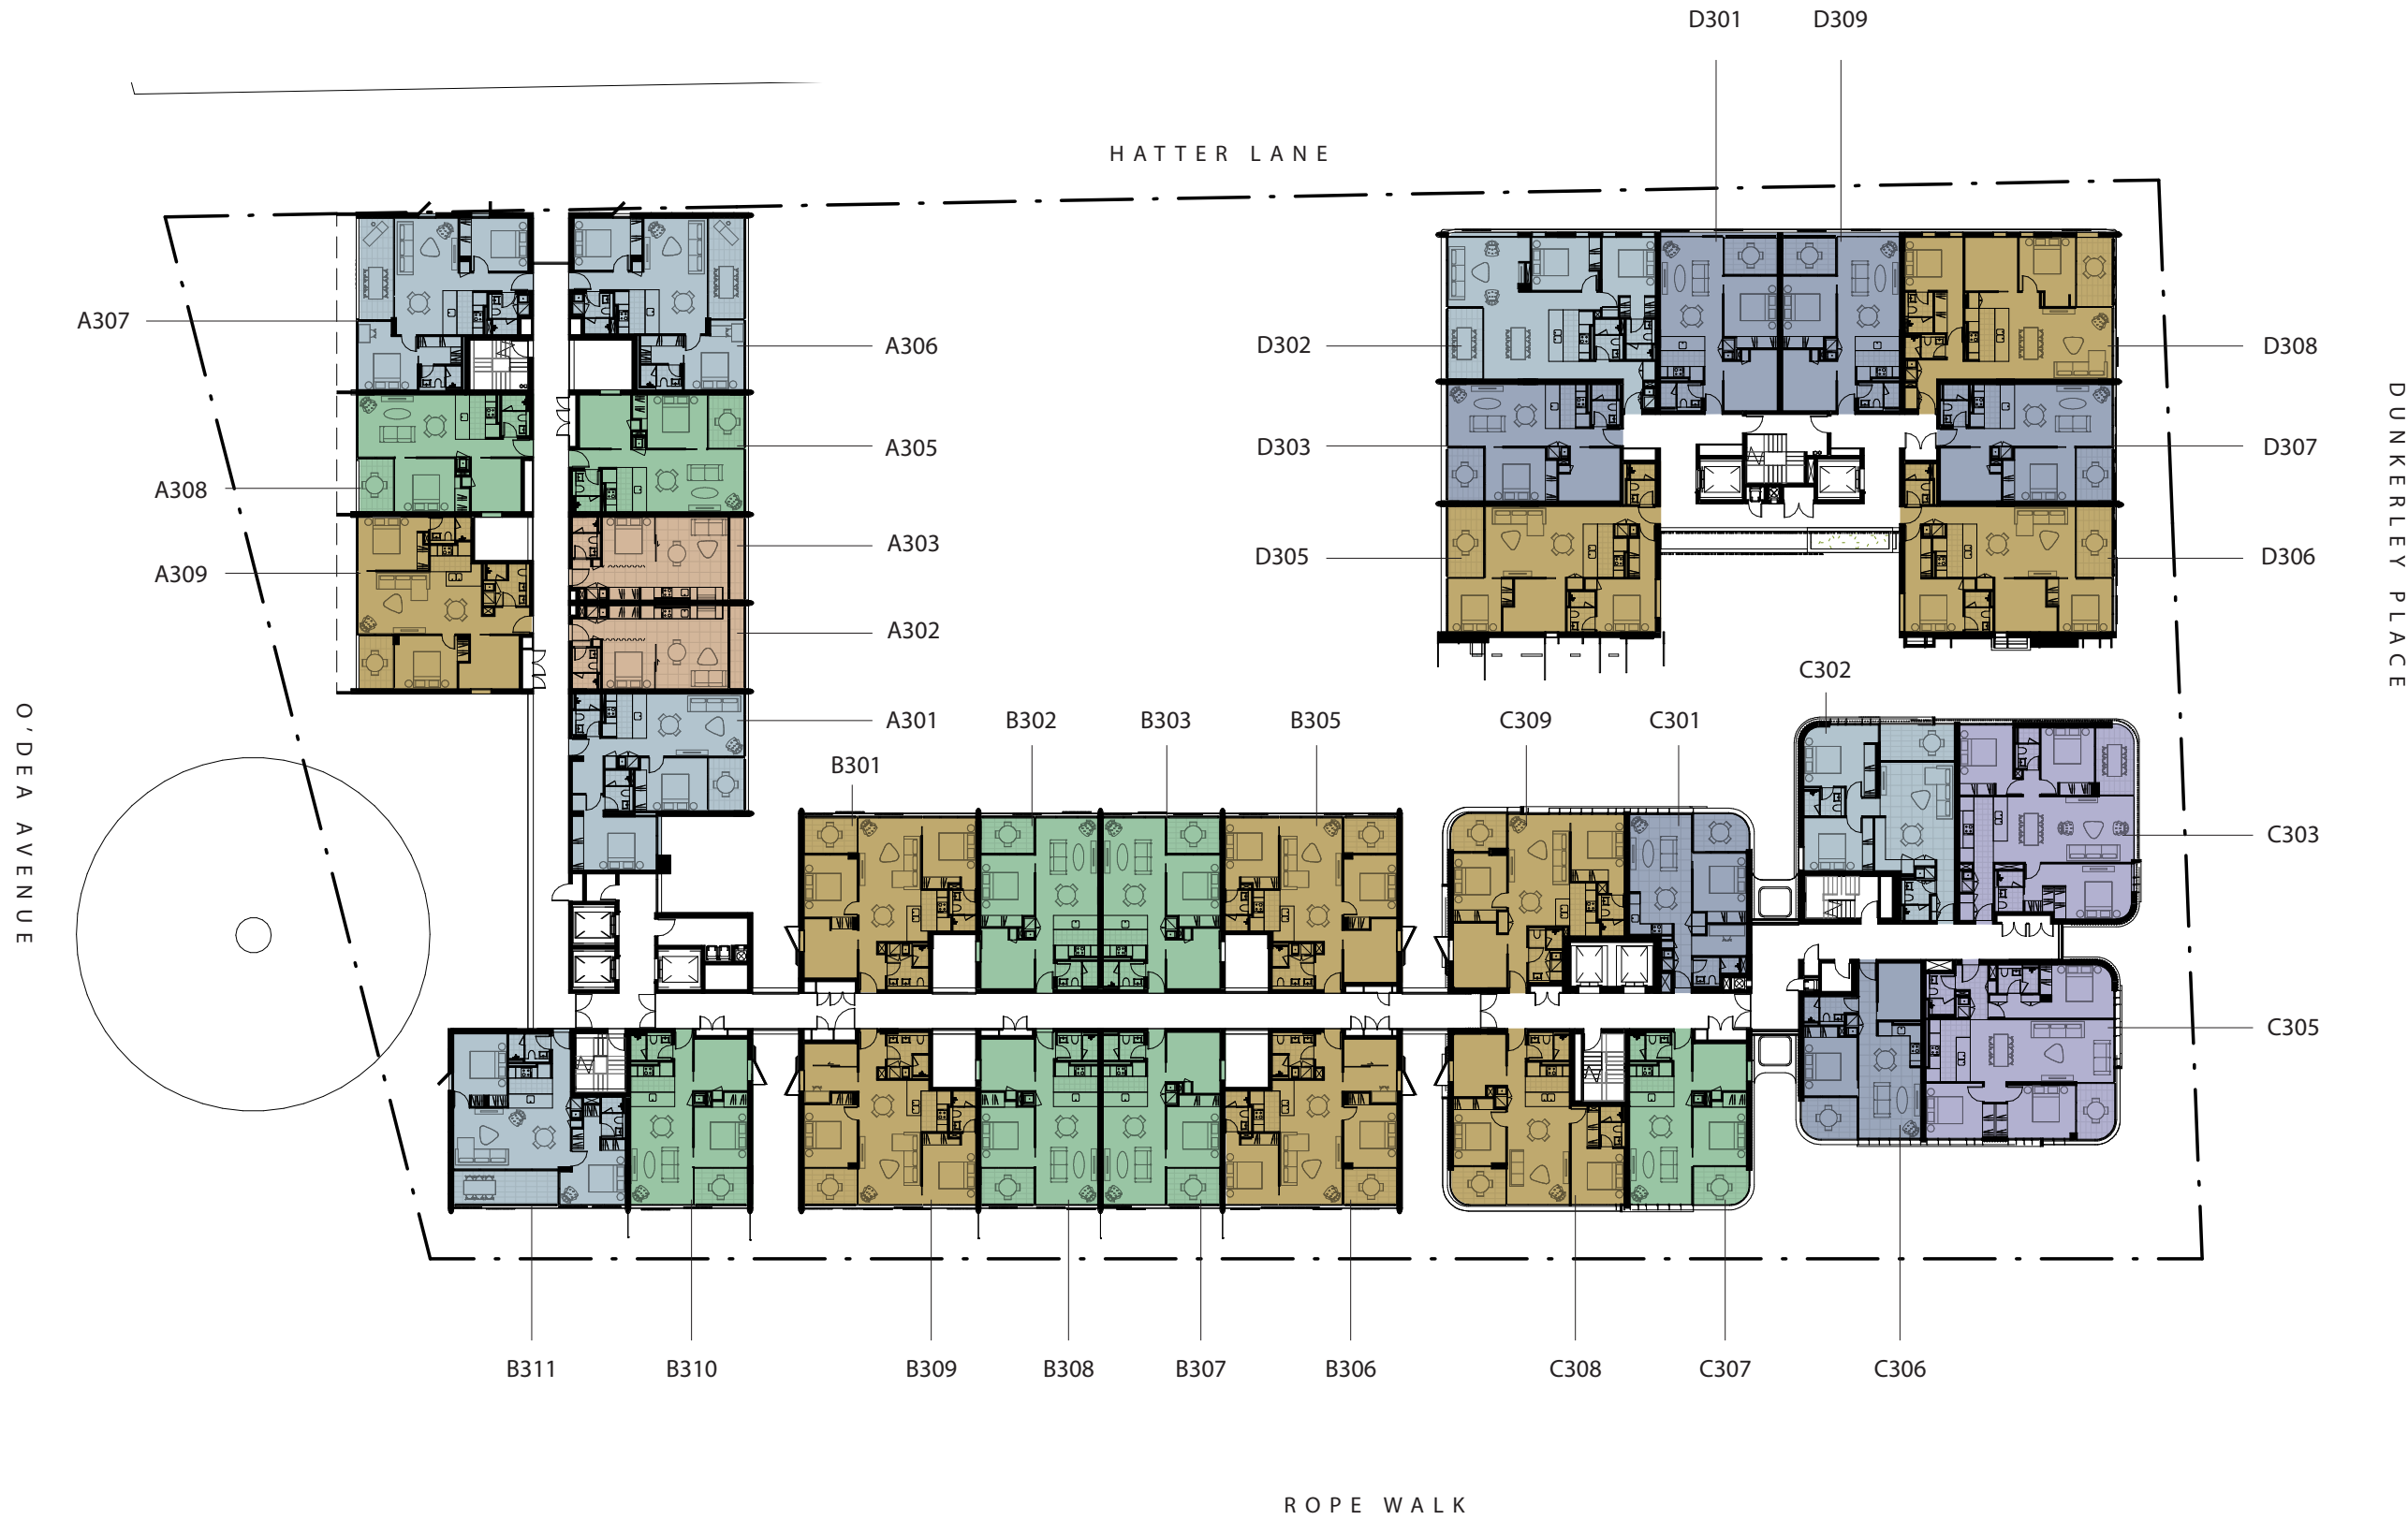 D301 D309
HATTER LANE
A307
A306
D302
D308
A305
D303
D307
A308
A303
D305
D306
A309
A302
C302
A301
B302
B303
B305
C309
C301
B301
C303
C305
O'DEA AVENUE
DUNKERLEY PLACE
B311
B310
B309
B308
B307
B306
C308
C307
C306
ROPE WALK